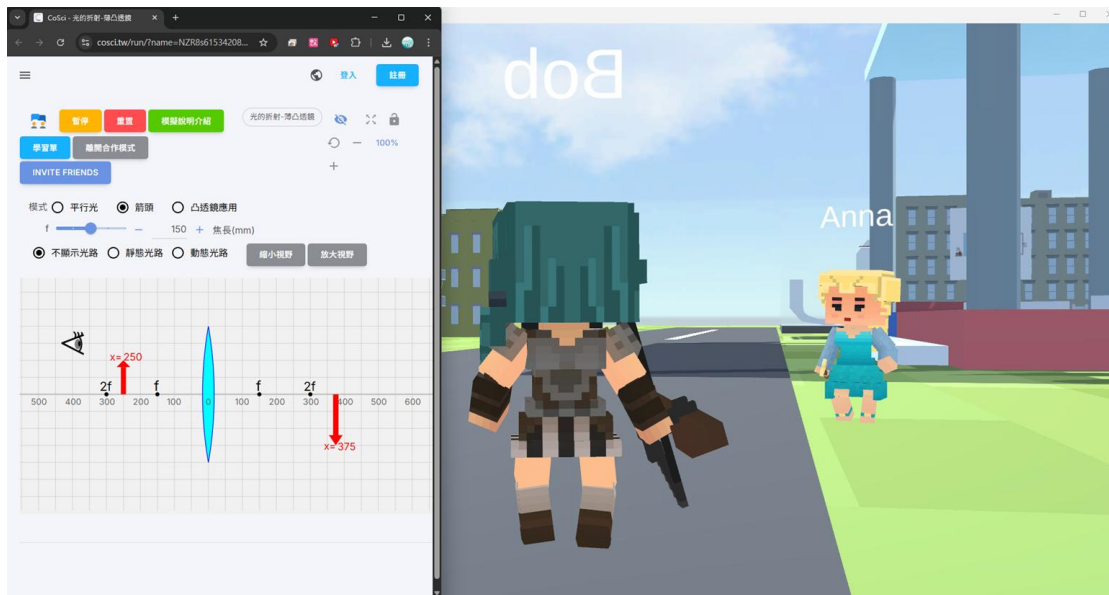 CoSci - 光的折射-薄凸透鏡
cosci.tw/run/?name=NZR8s61534208...
登入
註冊
暫停
重置
模擬說明介紹
光的折射-薄凸透鏡
學習單
離開合作模式
100%
INVITE FRIENDS
模式 平行光 箭頭 凸透鏡應用
f 150 焦長(mm)
不顯示光路 靜態光路 動態光路 縮小視野 放大視野
x= 250
2f f f 2f
500 400 300 200 100 0 100 200 300 400 500 600
x= 375
Bob
Anna